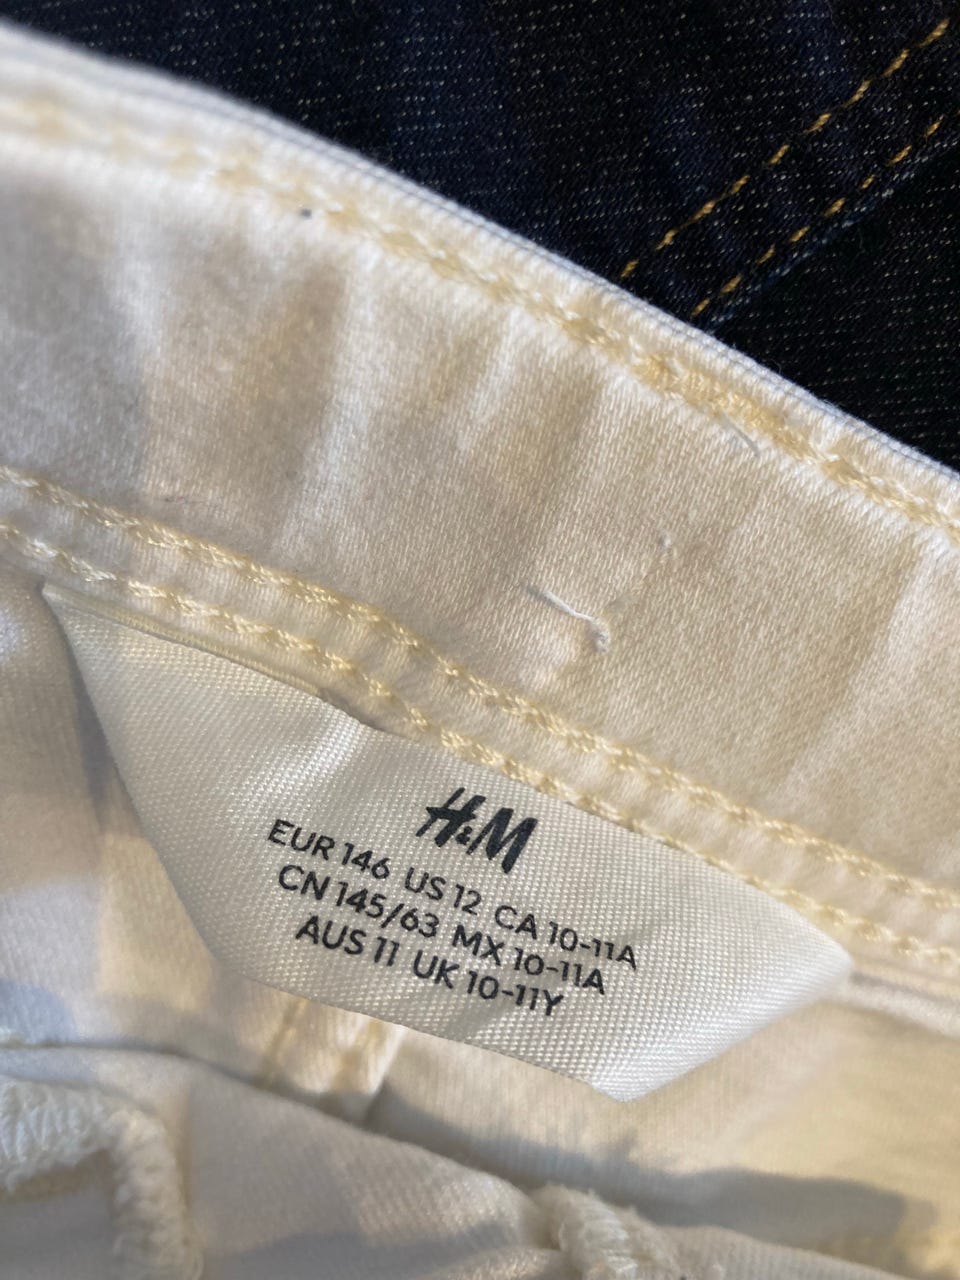 H&M
EUR 146 US 12 CA 10-11A
CN 145/63 MX 10-11A
AUS 11 UK 10-11Y